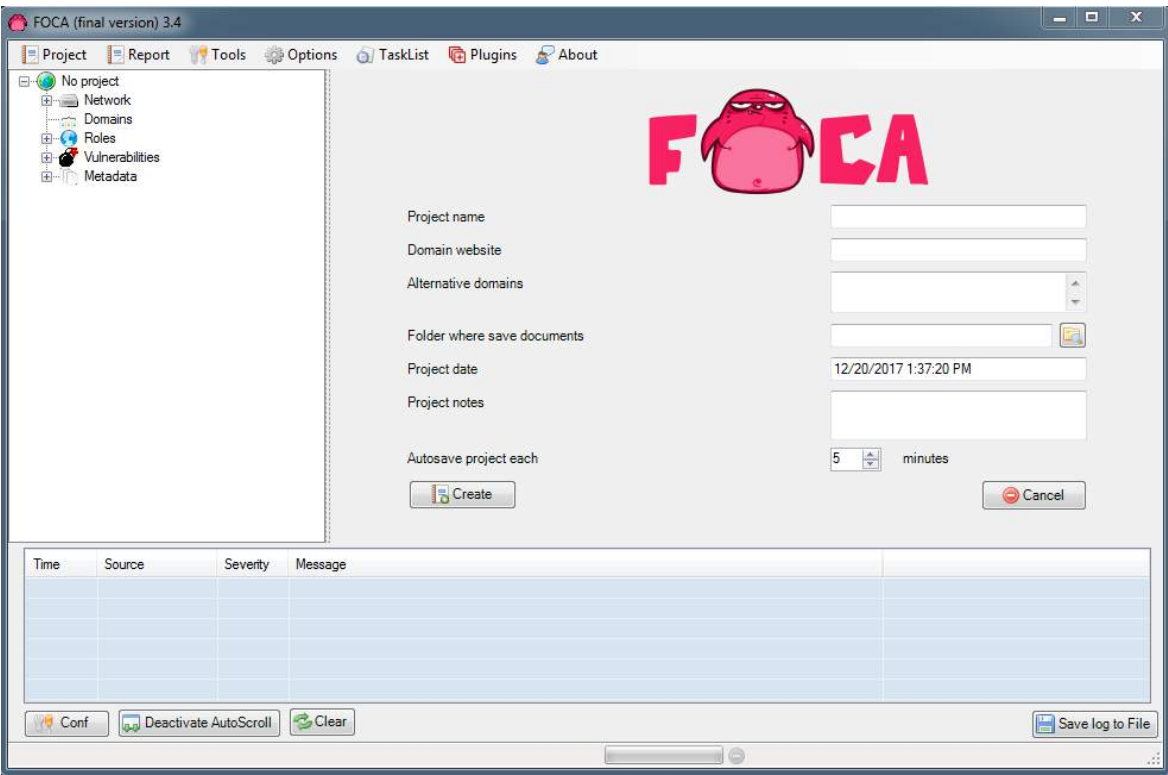 FOCA (final version) 3.4
Project Report Tools Options TaskList Plugins About
No project
Network
Domains
Roles
Vulnerabilities
Metadata
FOCA
Project name
Domain website
Alternative domains
Folder where save documents
Project date 12/20/2017 1:37:20 PM
Project notes
Autosave project each 5 minutes
Create Cancel
Time Source Severity Message
Conf Deactivate AutoScroll Clear Save log to File